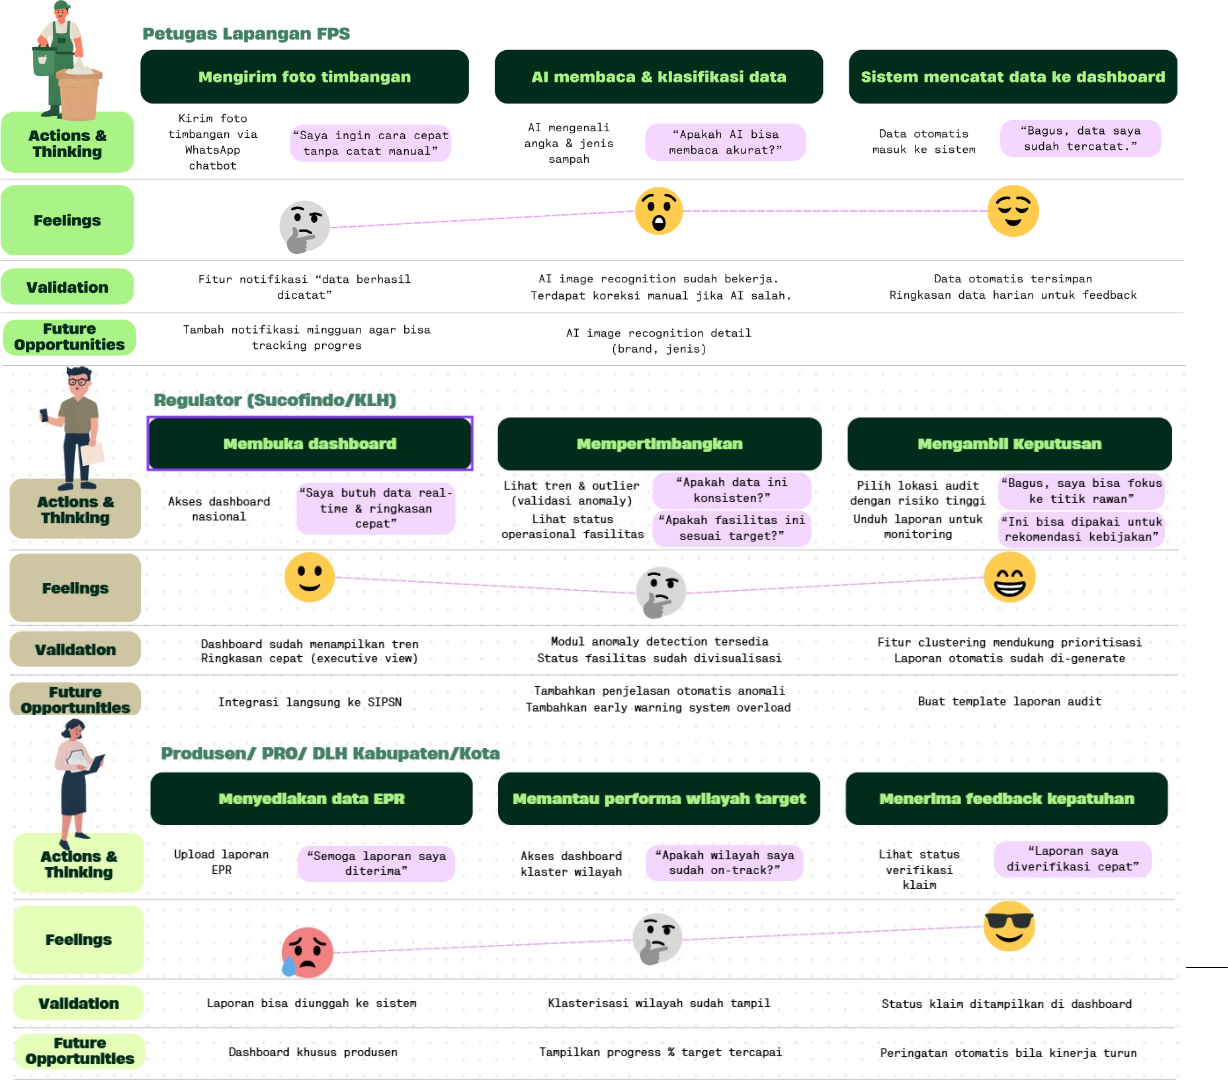 Petugas Lapangan FPS
Mengirim foto timbangan
AI membaca & klasifikasi data
Sistem mencatat data ke dashboard
Actions &
Thinking
Kirim foto
timbangan via
WhatsApp
chatbot
“Saya ingin cara cepat
tanpa catat manual”
AI mengenali
angka & jenis
sampah
“Apakah AI bisa
membaca akurat?”
Data otomatis
masuk ke sistem
“Bagus, data saya
sudah tercatat.”
Feelings
Validation
Fitur notifikasi “data berhasil
dicatat”
AI image recognition sudah bekerja.
Terdapat koreksi manual jika AI salah.
Data otomatis tersimpan
Ringkasan data harian untuk feedback
Future
Opportunities
Tambah notifikasi mingguan agar bisa
tracking progres
AI image recognition detail
(brand, jenis)
Regulator (Sucofindo/KLH)
Membuka dashboard
Mempertimbangkan
Mengambil Keputusan
Actions &
Thinking
Akses dashboard
nasional
“Saya butuh data real-
time & ringkasan
cepat”
Lihat tren & outlier
(validasi anomaly)
“Apakah data ini
konsisten?”
Lihat status
operasional fasilitas
“Apakah fasilitas ini
sesuai target?”
Pilih lokasi audit
dengan risiko tinggi
“Bagus, saya bisa fokus
ke titik rawan”
Unduh laporan untuk
monitoring
“Ini bisa dipakai untuk
rekomendasi kebijakan”
Feelings
Validation
Dashboard sudah menampilkan tren
Ringkasan cepat (executive view)
Modul anomaly detection tersedia
Status fasilitas sudah divisualisasi
Fitur clustering mendukung prioritisasi
Laporan otomatis sudah di-generate
Future
Opportunities
Integrasi langsung ke SIPSN
Tambahkan penjelasan otomatis anomali
Tambahkan early warning system overload
Buat template laporan audit
Produsen/ PRO/ DLH Kabupaten/Kota
Menyediakan data EPR
Memantau performa wilayah target
Menerima feedback kepatuhan
Actions &
Thinking
Upload laporan
EPR
“Semoga laporan saya
diterima”
Akses dashboard
klaster wilayah
“Apakah wilayah saya
sudah on-track?”
Lihat status
verifikasi
klaim
“Laporan saya
diverifikasi cepat”
Feelings
Validation
Laporan bisa diunggah ke sistem
Klasterisasi wilayah sudah tampil
Status klaim ditampilkan di dashboard
Future
Opportunities
Dashboard khusus produsen
Tampilkan progress % target tercapai
Peringatan otomatis bila kinerja turun